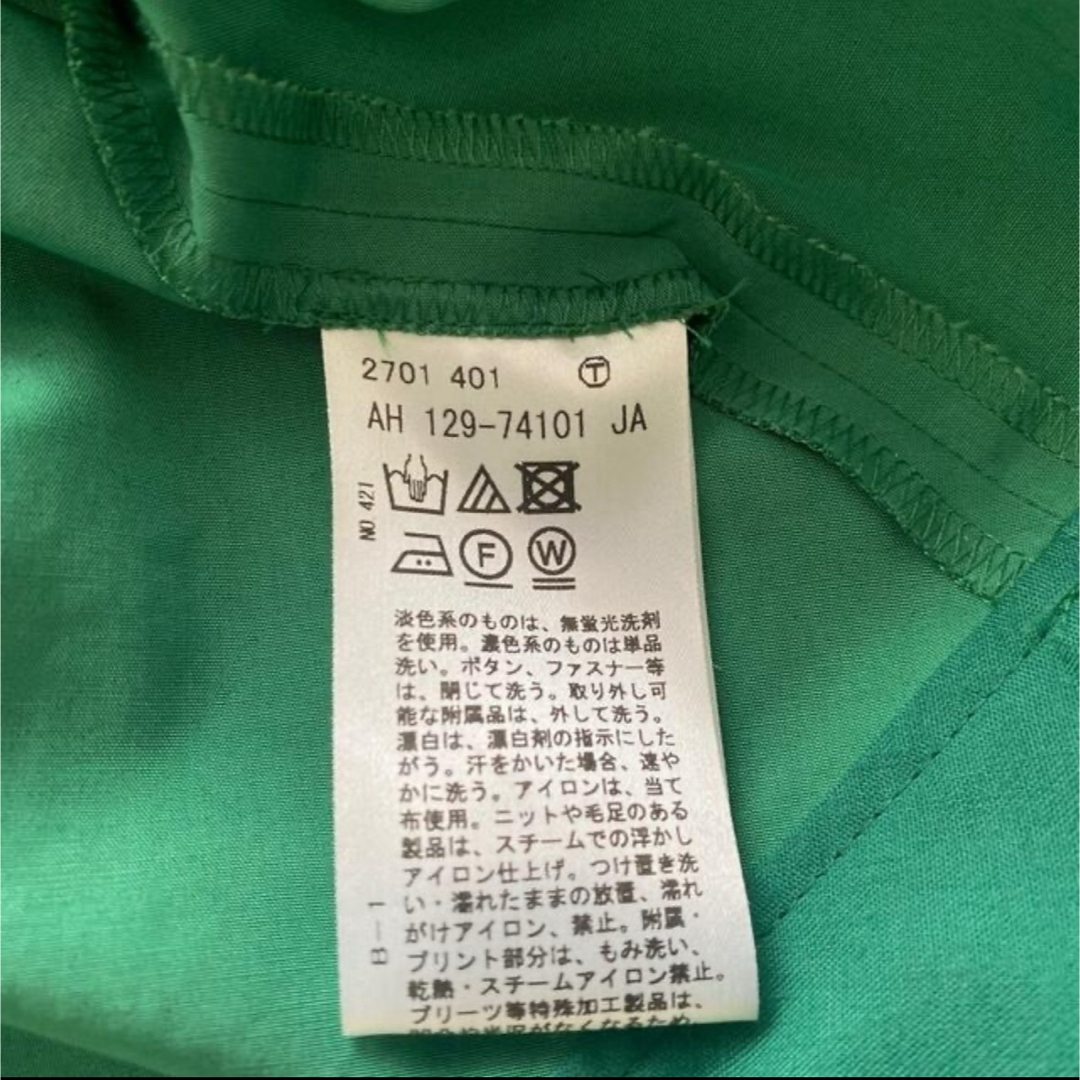 2701 401 Ⓣ
AH 129-74101 JA
NO 421
F W
淡色系のものは、無蛍光洗剤
を使用。濃色系のものは単品
洗い。ボタン、ファスナー等
は、閉じて洗う。取り外し可
能な附属品は、外して洗う。
漂白は、漂白剤の指示にした
がう。汗をかいた場合、速や
かに洗う。アイロンは、当て
布使用。ニットや毛足のある
製品は、スチームでの浮かし
アイロン仕上げ。つけ置き洗
い・濡れたままの放置、濡れ
がけアイロン、禁止。附属・
プリント部分は、もみ洗い、
乾熱・スチームアイロン禁止。
プリーツ等特殊加工製品は、
B-1